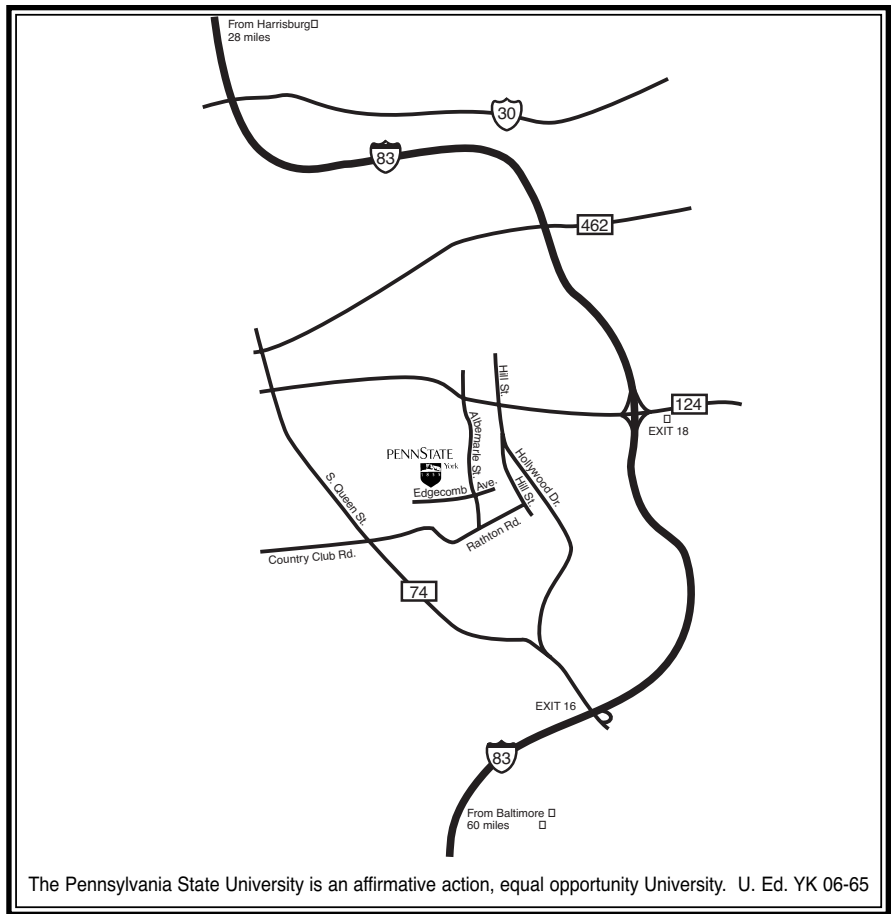 From Harrisburg
28 miles
30
83
462
Hill St.
124
EXIT 18
Albemarle St.
PENNSTATE
York
Hollywood Dr.
Hill St.
Edgecomb Ave.
S. Queen St.
Rathton Rd.
Country Club Rd.
74
EXIT 16
83
From Baltimore
60 miles
The Pennsylvania State University is an affirmative action, equal opportunity University. U. Ed. YK 06-65